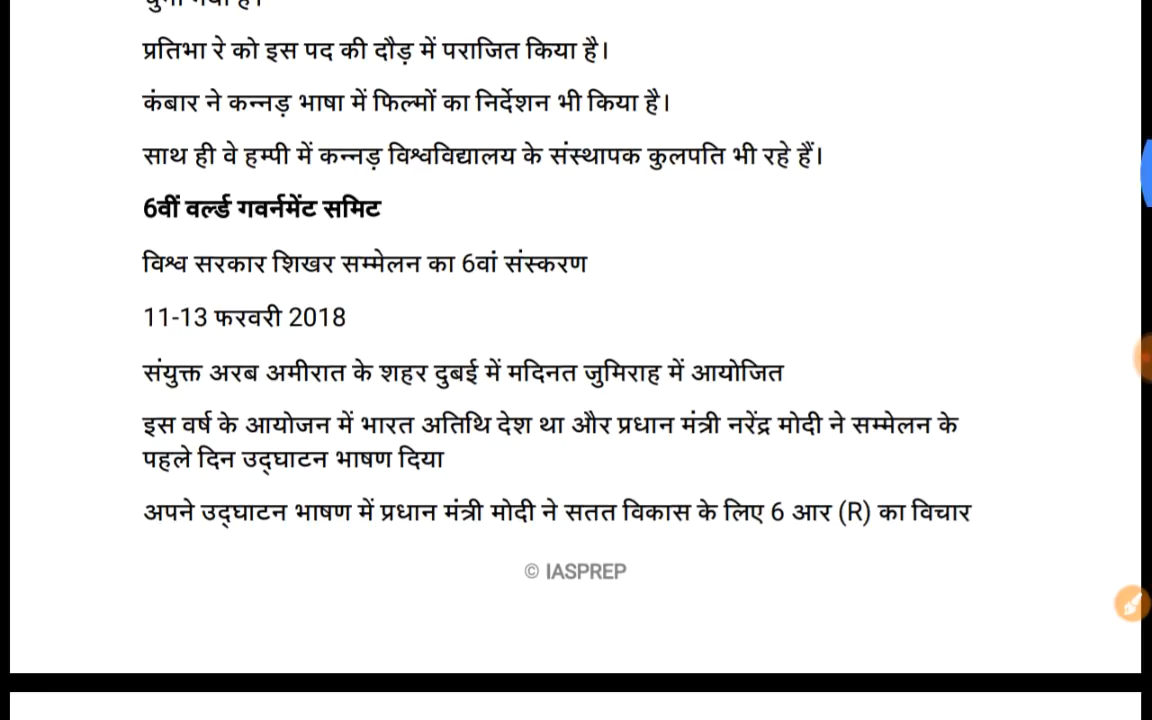 प्रतिभा रे को इस पद की दौड़ में पराजित किया है।
कंबार ने कन्नड़ भाषा में फिल्मों का निर्देशन भी किया है।
साथ ही वे हम्पी में कन्नड़ विश्वविद्यालय के संस्थापक कुलपति भी रहे हैं।
6वीं वर्ल्ड गवर्नमेंट समिट
विश्व सरकार शिखर सम्मेलन का 6वां संस्करण
11-13 फरवरी 2018
संयुक्त अरब अमीरात के शहर दुबई में मदिनत जुमिराह में आयोजित
इस वर्ष के आयोजन में भारत अतिथि देश था और प्रधान मंत्री नरेंद्र मोदी ने सम्मेलन के
पहले दिन उद्घाटन भाषण दिया
अपने उद्घाटन भाषण में प्रधान मंत्री मोदी ने सतत विकास के लिए 6 आर (R) का विचार
© IASPREP